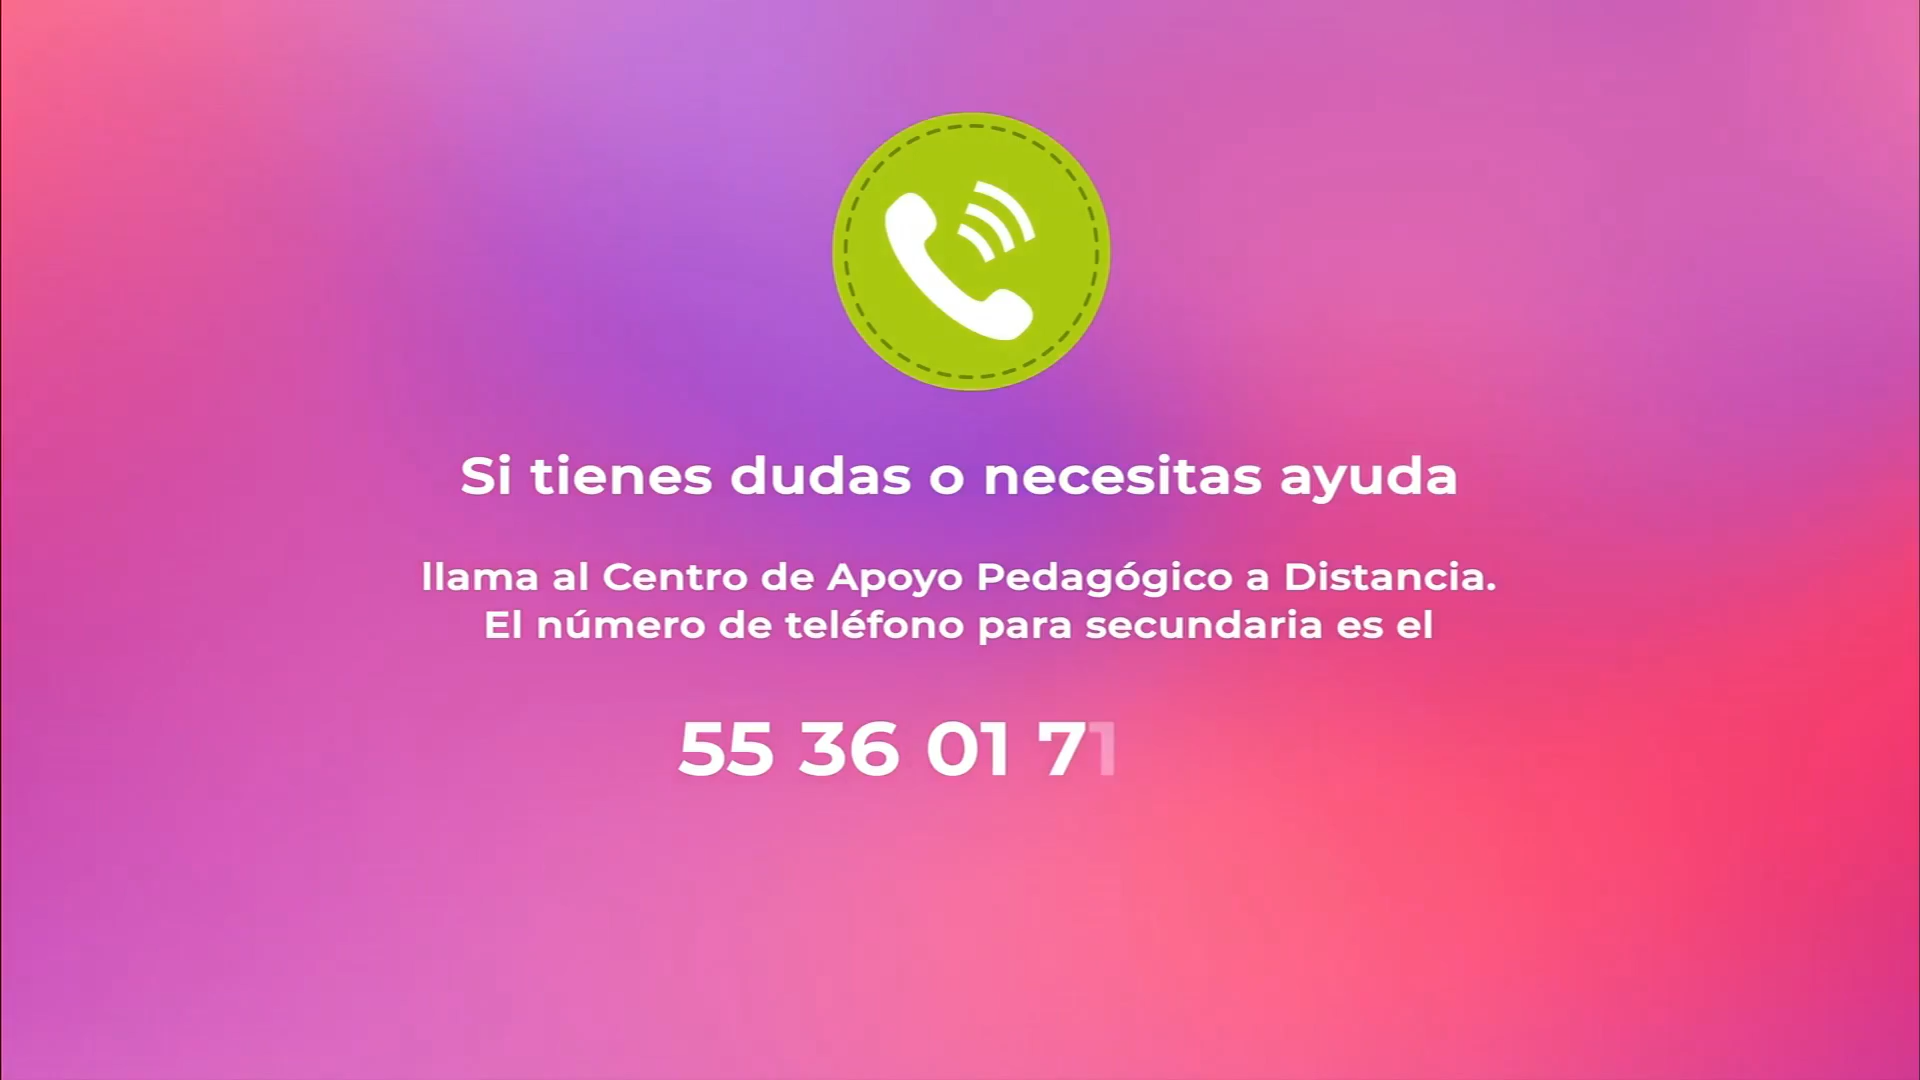 Si tienes dudas o necesitas ayuda
llama al Centro de Apoyo Pedagógico a Distancia.
El número de teléfono para secundaria es el
55 36 01 71